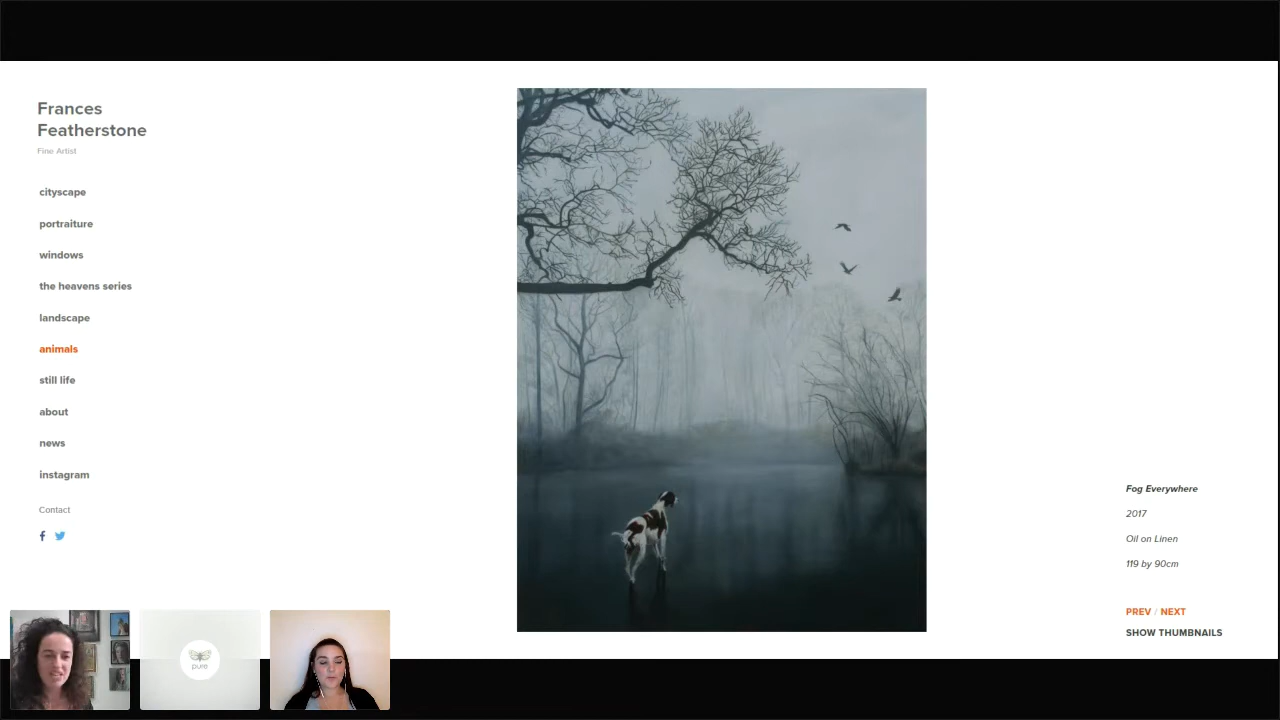 Frances
Featherstone
Fine Artist
cityscape
portraiture
windows
the heavens series
landscape
animals
still life
about
news
instagram
Contact
Fog Everywhere
2017
Oil on Linen
119 by 90cm
PREV / NEXT
SHOW THUMBNAILS
pure